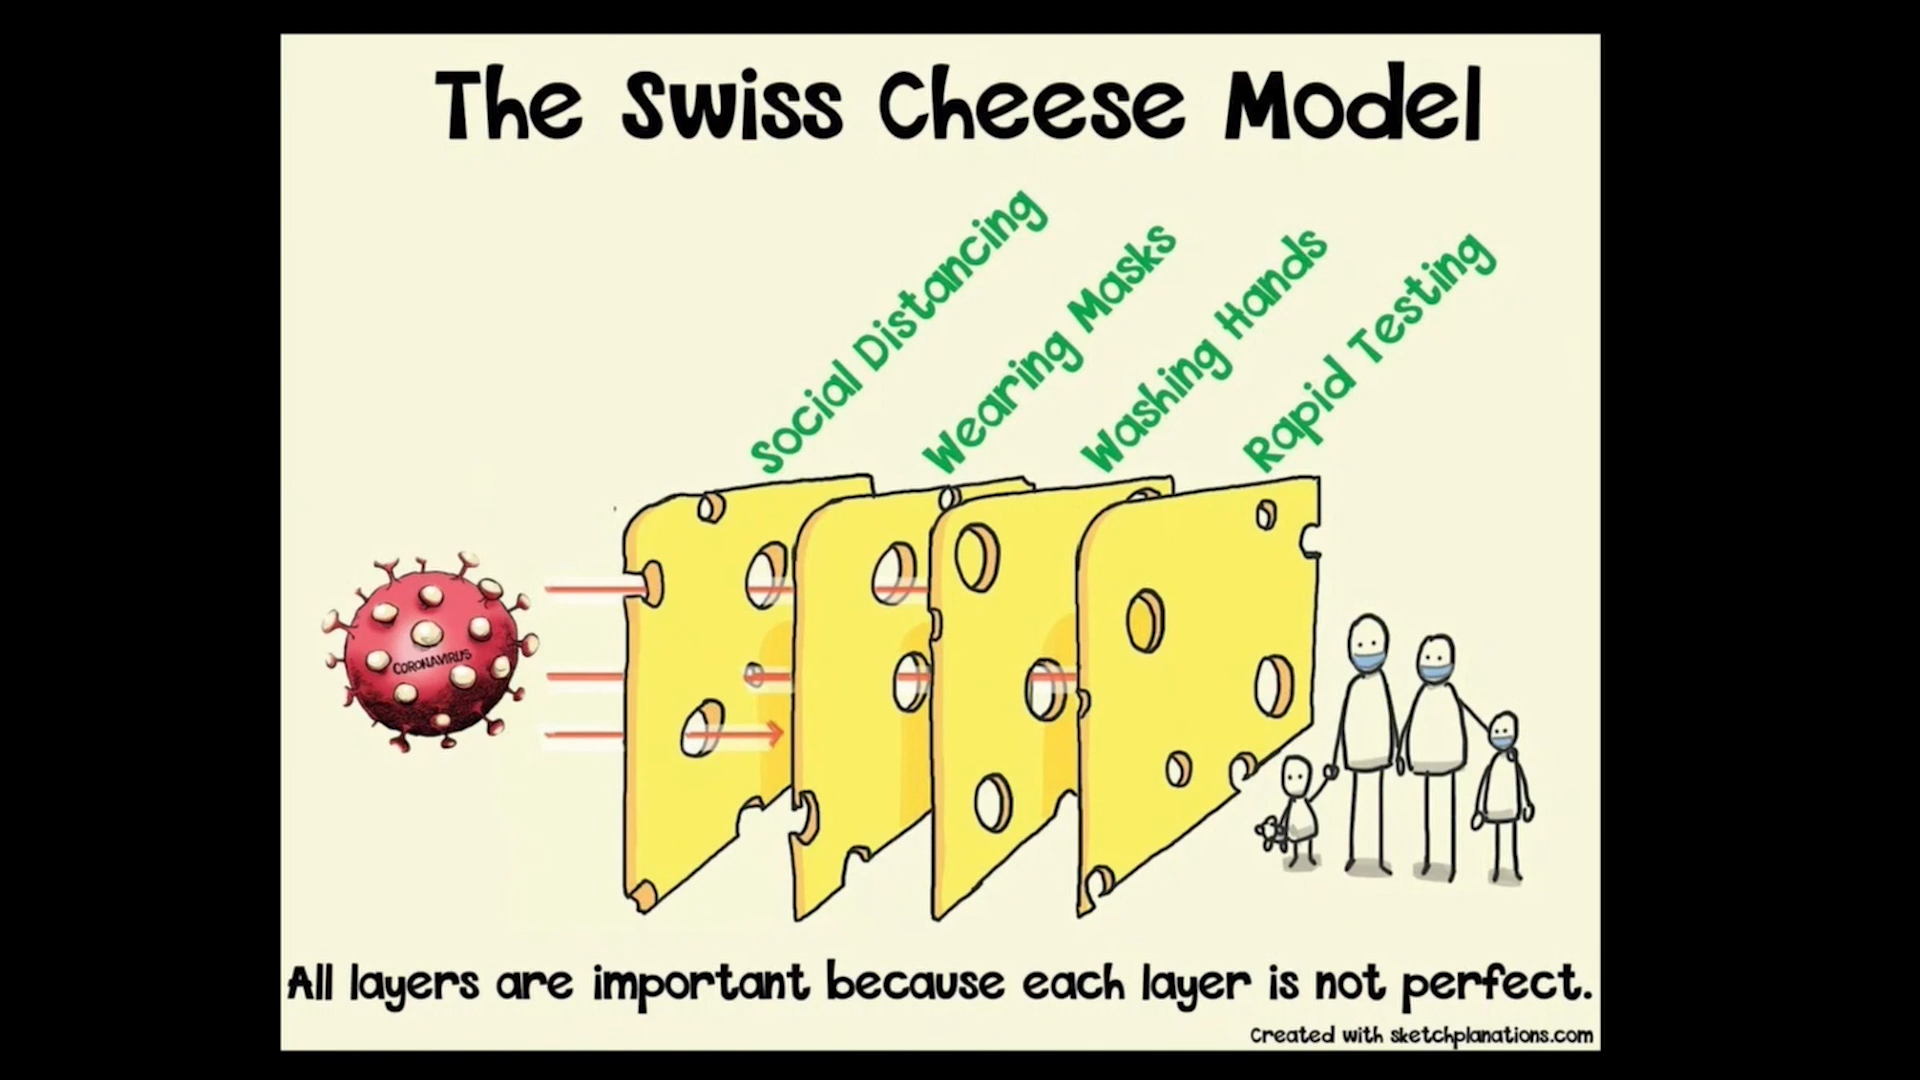 The Swiss Cheese Model
Social Distancing
Wearing Masks
Washing Hands
Rapid Testing
CORONAVIRUS
All layers are important because each layer is not perfect.
Created with sketchplanations.com